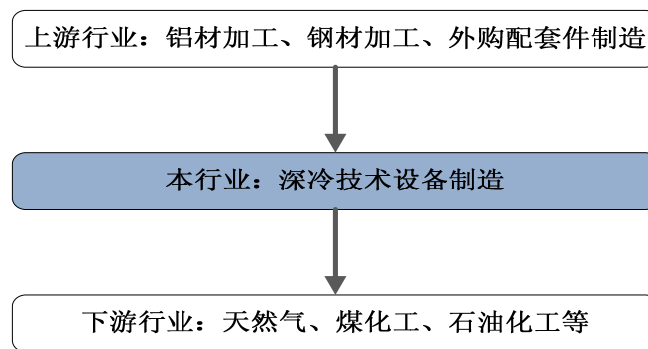 上游行业：铝材加工、钢材加工、外购配套件制造
本行业：深冷技术设备制造
下游行业：天然气、煤化工、石油化工等